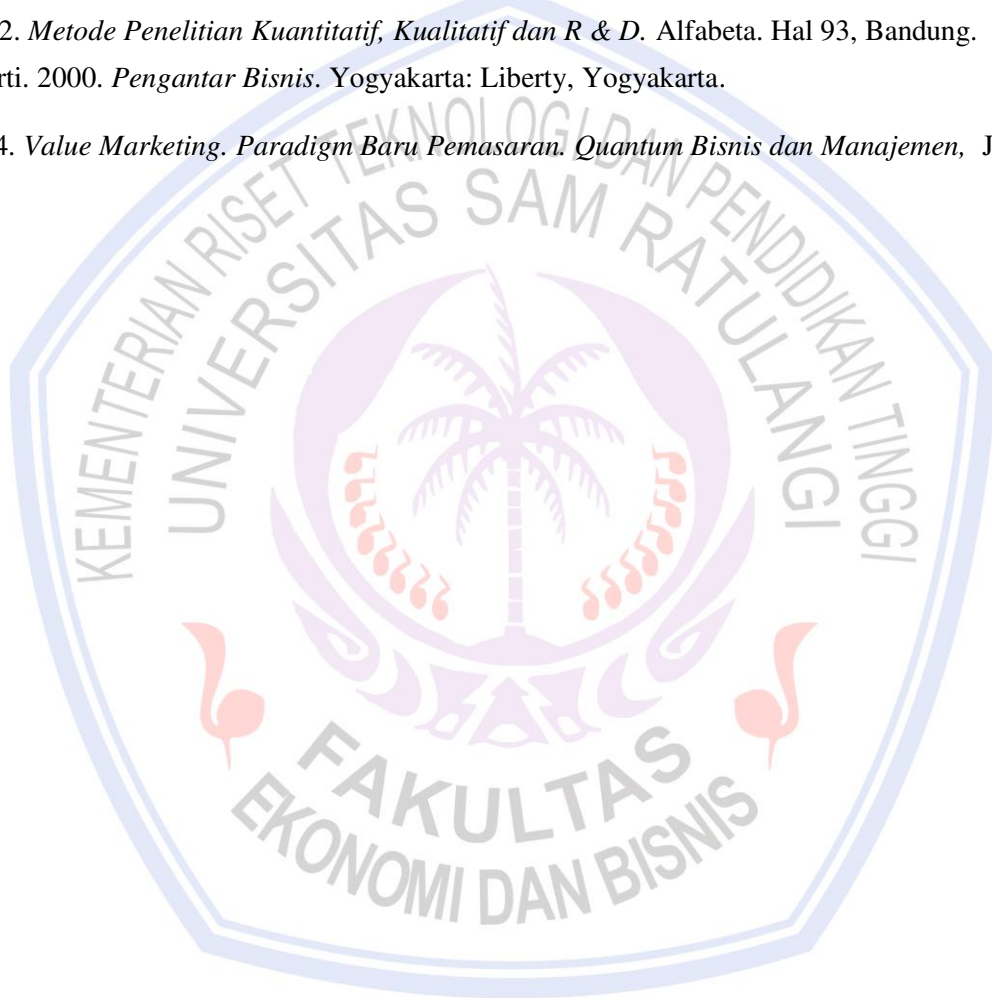 2. Metode Penelitian Kuantitatif, Kualitatif dan R & D. Alfabeta. Hal 93, Bandung.
rti. 2000. Pengantar Bisnis. Yogyakarta: Liberty, Yogyakarta.
4. Value Marketing. Paradigm Baru Pemasaran. Quantum Bisnis dan Manajemen, J
KEMENTERIAN RISET TEKNOLOGI DAN PENDIDIKAN TINGGI
UNIVERSITAS SAM RATULANGI
FAKULTAS
EKONOMI DAN BISNIS